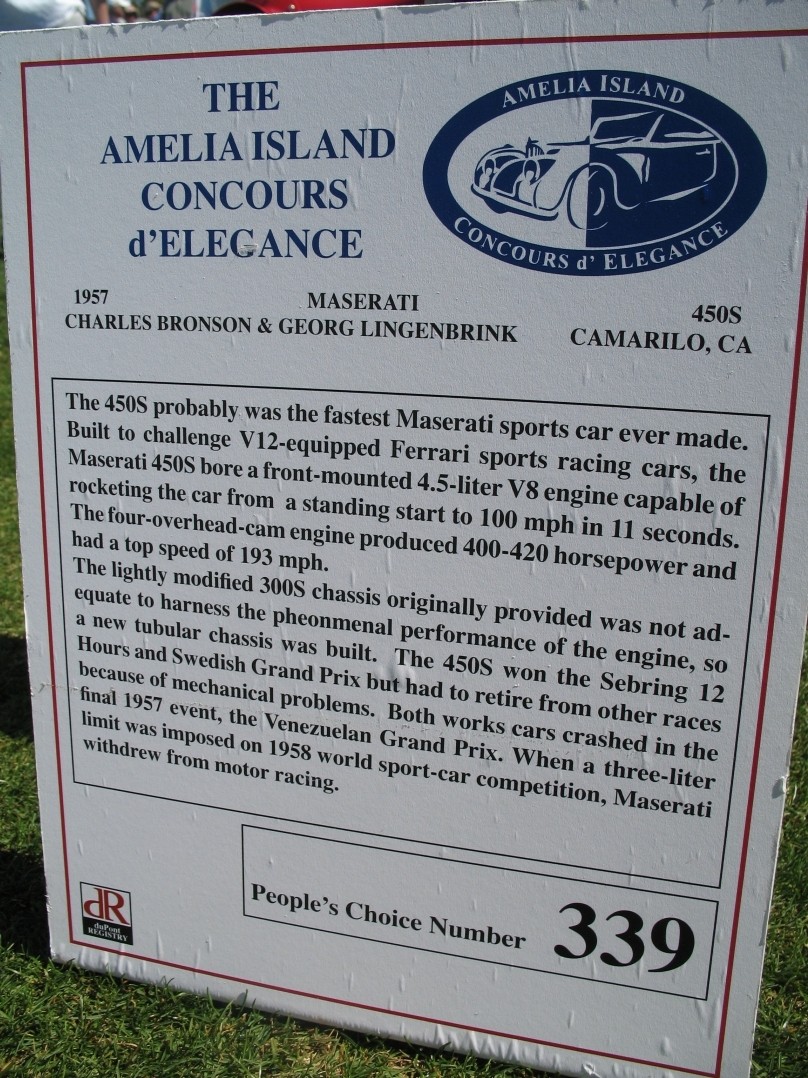 THE
AMELIA ISLAND
CONCOURS
d'ELEGANCE
AMELIA ISLAND
CONCOURS d' ELEGANCE
1957 MASERATI 450S
CHARLES BRONSON & GEORG LINGENBRINK CAMARILO, CA
The 450S probably was the fastest Maserati sports car ever made.
Built to challenge V12-equipped Ferrari sports racing cars, the
Maserati 450S bore a front-mounted 4.5-liter V8 engine capable of
rocketing the car from a standing start to 100 mph in 11 seconds.
The four-overhead-cam engine produced 400-420 horsepower and
had a top speed of 193 mph.
The lightly modified 300S chassis originally provided was not ad-
equate to harness the pheonmenal performance of the engine, so
a new tubular chassis was built. The 450S won the Sebring 12
Hours and Swedish Grand Prix but had to retire from other races
because of mechanical problems. Both works cars crashed in the
final 1957 event, the Venezuelan Grand Prix. When a three-liter
limit was imposed on 1958 world sport-car competition, Maserati
withdrew from motor racing.
People's Choice Number 339
dR
duPont
REGISTRY